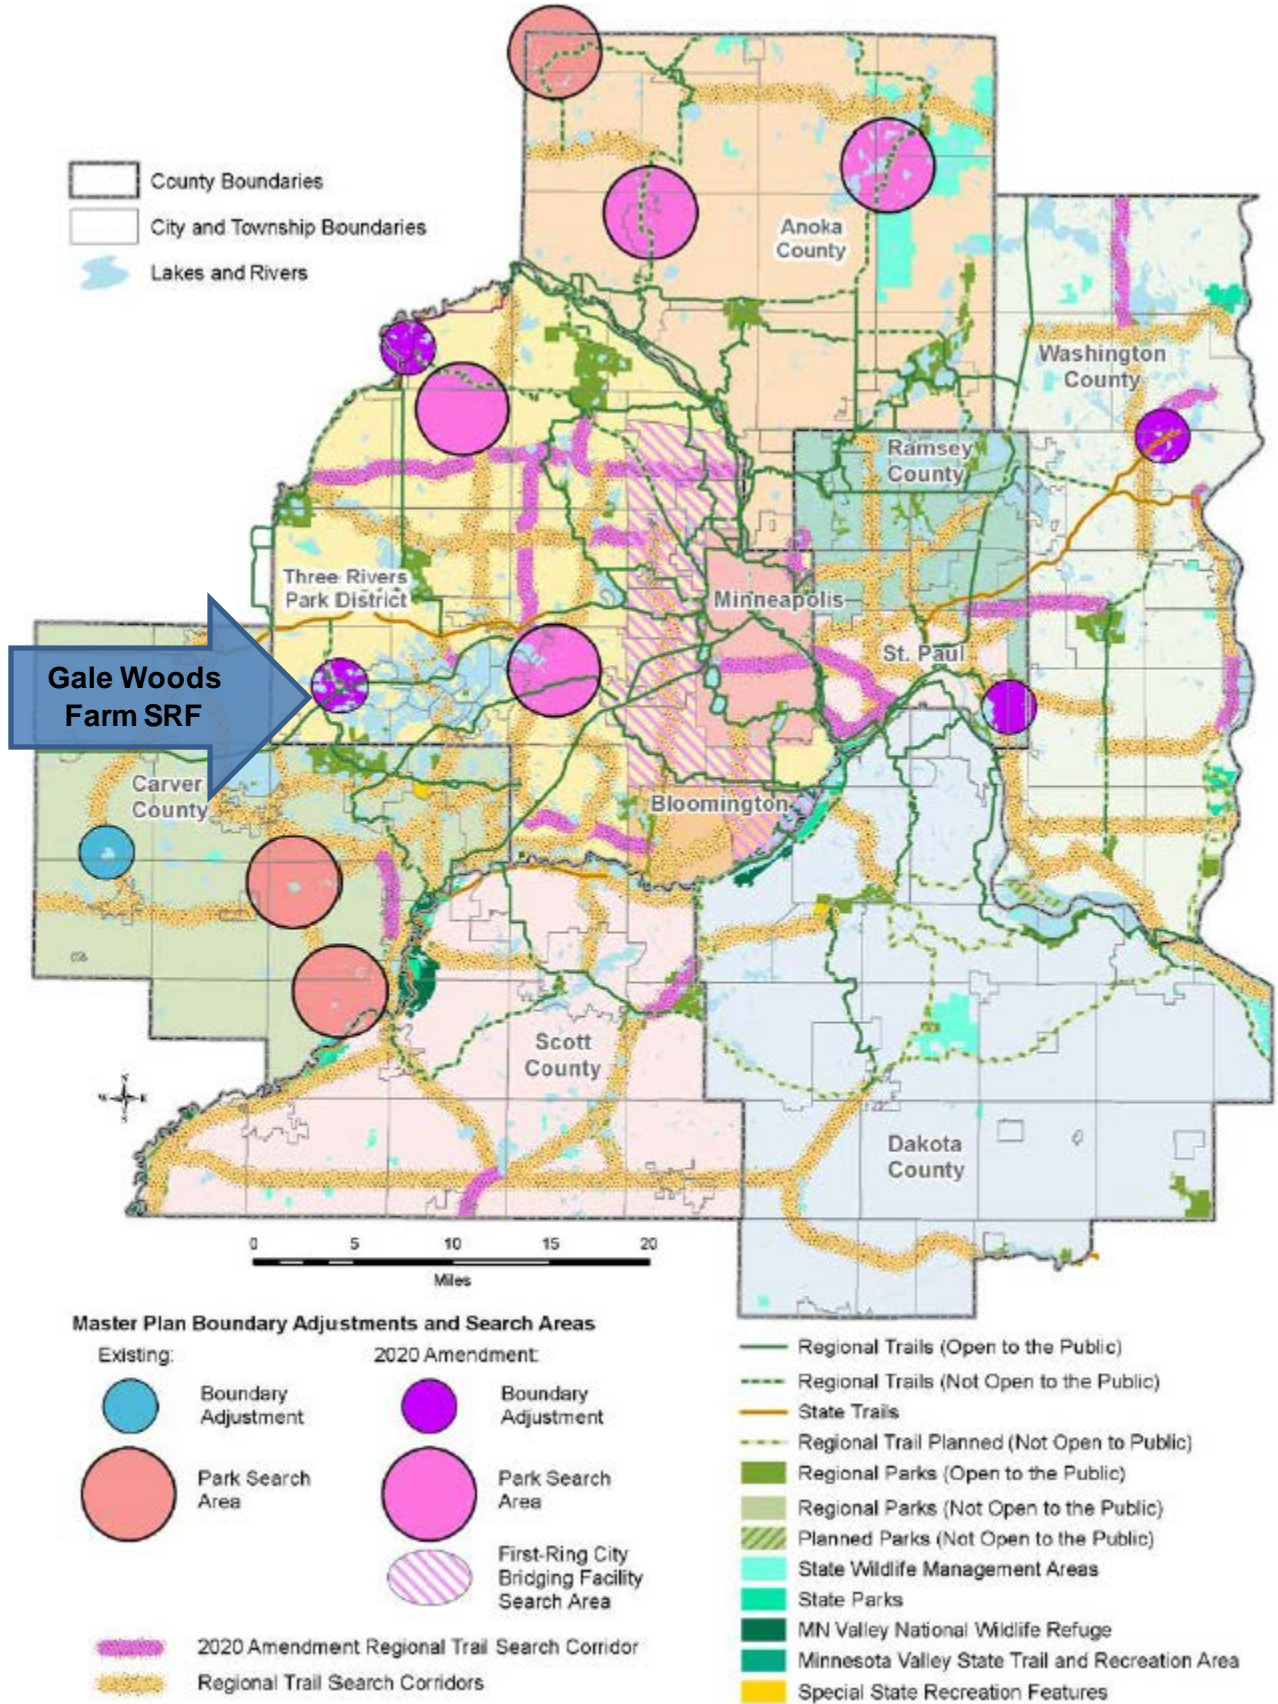 County Boundaries
City and Township Boundaries
Lakes and Rivers
Anoka
County
Washington
County
Ramsey
County
Three Rivers
Park District
Minneapolis
St. Paul
Gale Woods
Farm SRF
Carver
County
Bloomington
Scott
County
Dakota
County
0 5 10 15 20
Miles
Master Plan Boundary Adjustments and Search Areas
Existing:
Boundary
Adjustment
Park Search
Area
2020 Amendment:
Boundary
Adjustment
Park Search
Area
First-Ring City
Bridging Facility
Search Area
2020 Amendment Regional Trail Search Corridor
Regional Trail Search Corridors
Regional Trails (Open to the Public)
Regional Trails (Not Open to the Public)
State Trails
Regional Trail Planned (Not Open to Public)
Regional Parks (Open to the Public)
Regional Parks (Not Open to the Public)
Planned Parks (Not Open to the Public)
State Wildlife Management Areas
State Parks
MN Valley National Wildlife Refuge
Minnesota Valley State Trail and Recreation Area
Special State Recreation Features